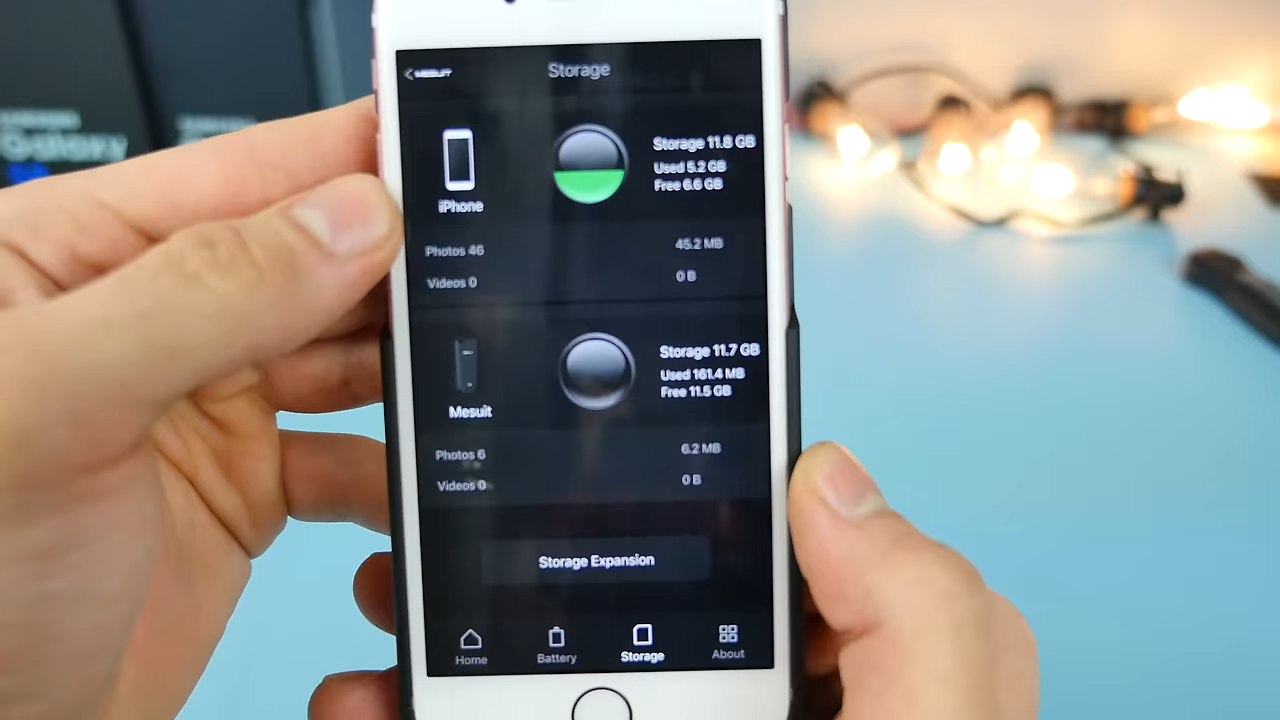 Galaxy
< MESUIT
Storage
iPhone
Storage 11.8 GB
Used 5.2 GB
Free 6.6 GB
Photos 46
45.2 MB
Videos 0
0 B
Mesuit
Storage 11.7 GB
Used 161.4 MB
Free 11.5 GB
Photos 6
6.2 MB
Videos 0
0 B
Storage Expansion
Home
Battery
Storage
About